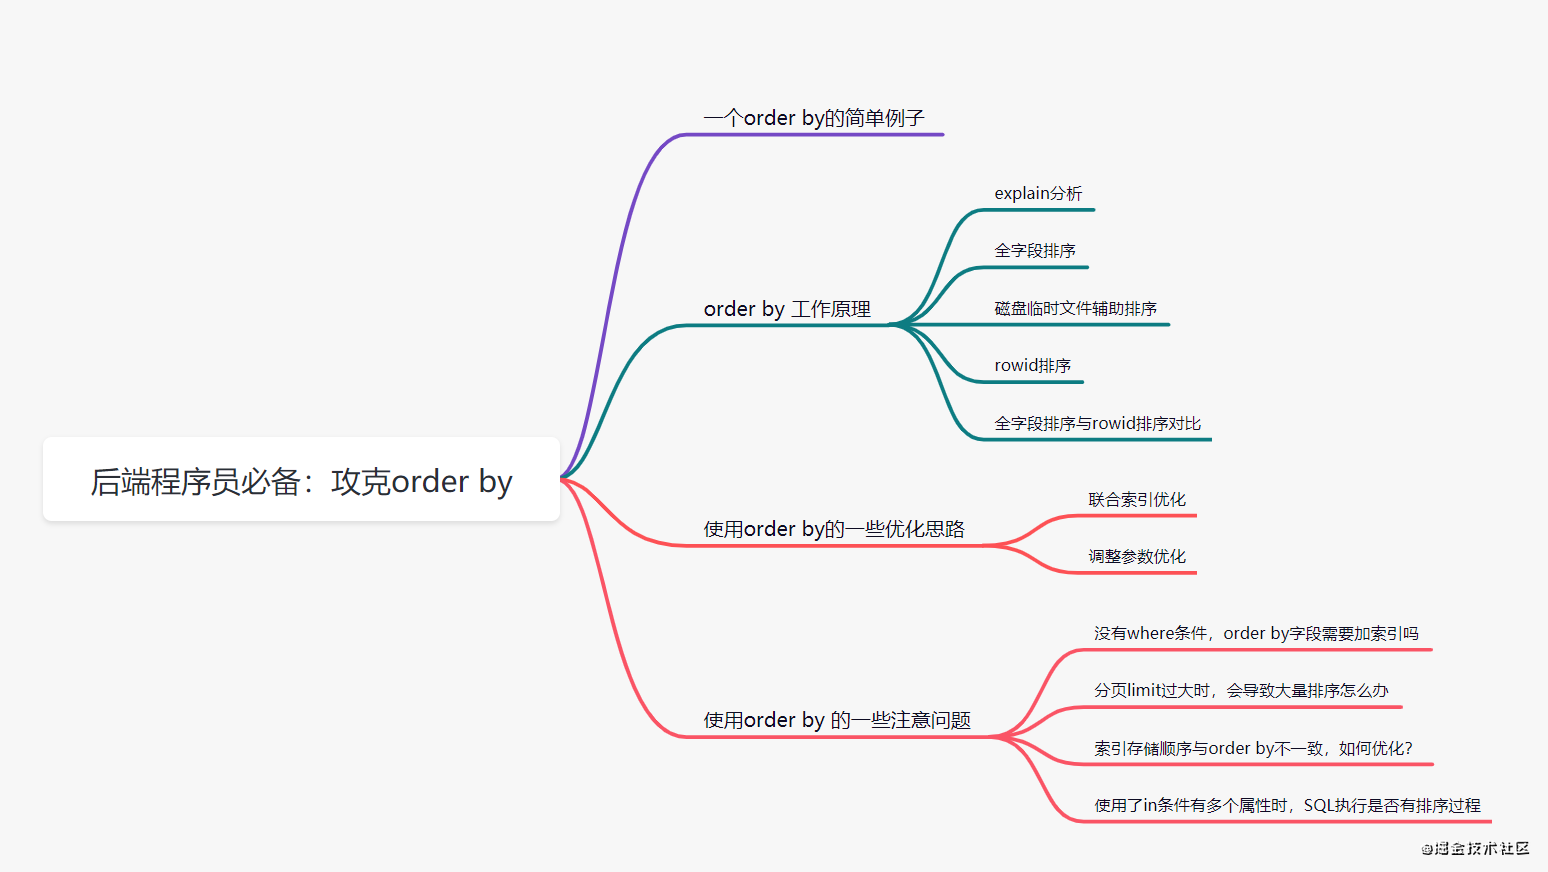 后端程序员必备：攻克order by
一个order by的简单例子
order by 工作原理
explain分析
全字段排序
磁盘临时文件辅助排序
rowid排序
全字段排序与rowid排序对比
使用order by的一些优化思路
联合索引优化
调整参数优化
使用order by 的一些注意问题
没有where条件，order by字段需要加索引吗
分页limit过大时，会导致大量排序怎么办
索引存储顺序与order by不一致，如何优化？
使用了in条件有多个属性时，SQL执行是否有排序过程
@掘金技术社区